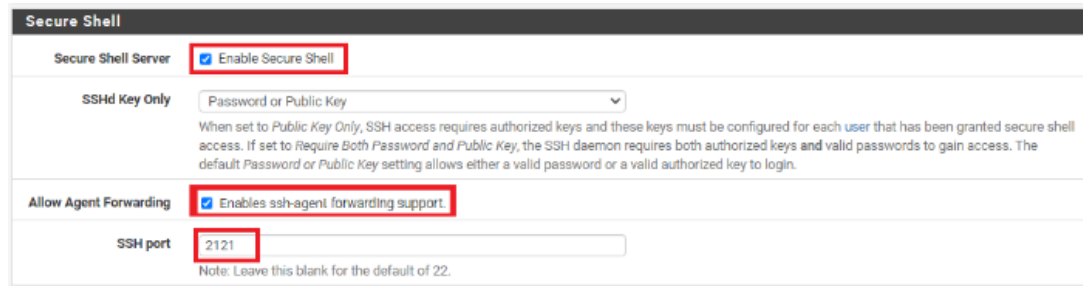 Secure Shell
Secure Shell Server
Enable Secure Shell
SSHd Key Only
Password or Public Key
When set to Public Key Only, SSH access requires authorized keys and these keys must be configured for each user that has been granted secure shell
access. If set to Require Both Password and Public Key, the SSH daemon requires both authorized keys and valid passwords to gain access. The
default Password or Public Key setting allows either a valid password or a valid authorized key to login.
Allow Agent Forwarding
Enables ssh-agent forwarding support.
SSH port
2121
Note: Leave this blank for the default of 22.